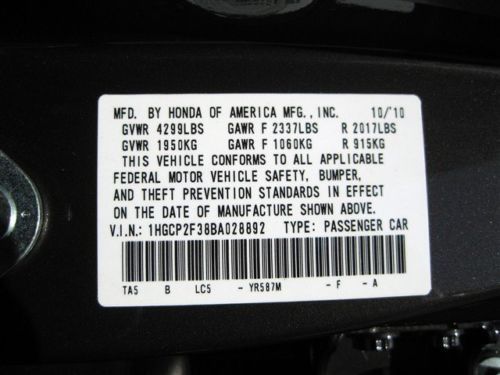 MFD. BY HONDA OF AMERICA MFG., INC. 10/'10
GVWR 4299LBS GAWR F 2337LBS R 2017LBS
GVWR 1950KG GAWR F 1060KG R 915KG
THIS VEHICLE CONFORMS TO ALL APPLICABLE
FEDERAL MOTOR VEHICLE SAFETY, BUMPER,
AND THEFT PREVENTION STANDARDS IN EFFECT
ON THE DATE OF MANUFACTURE SHOWN ABOVE.
V.I.N.: 1HGCP2F38BA028892 TYPE: PASSENGER CAR
TA5 B LC5 - YR587M - F - A